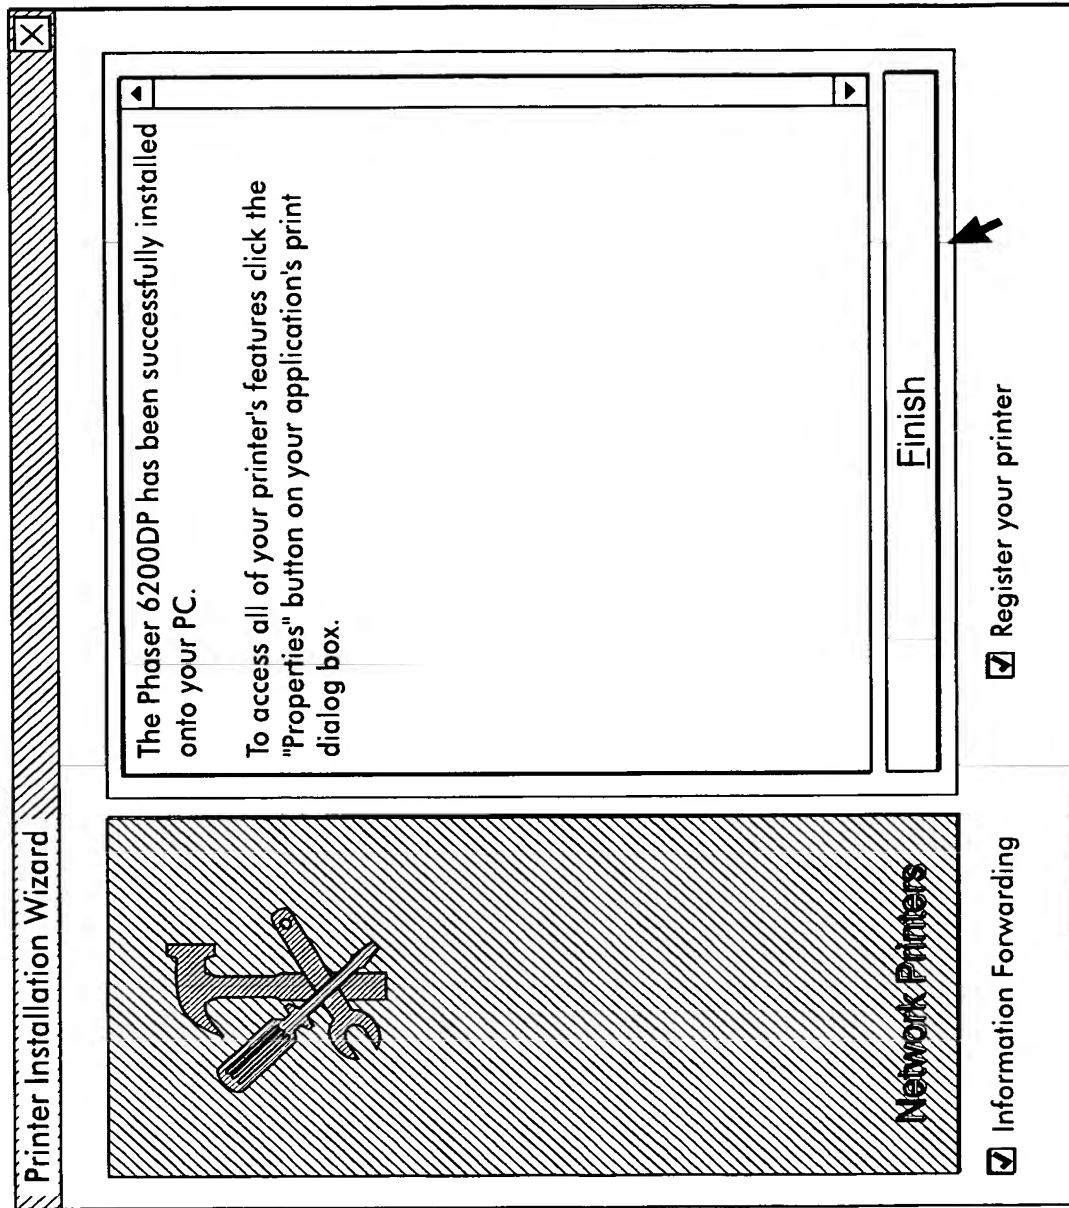 Printer Installation Wizard
The Phaser 6200DP has been successfully installed
onto your PC.
To access all of your printer's features click the
"Properties" button on your application's print
dialog box.
Network Printers
Finish
Information Forwarding
Register your printer